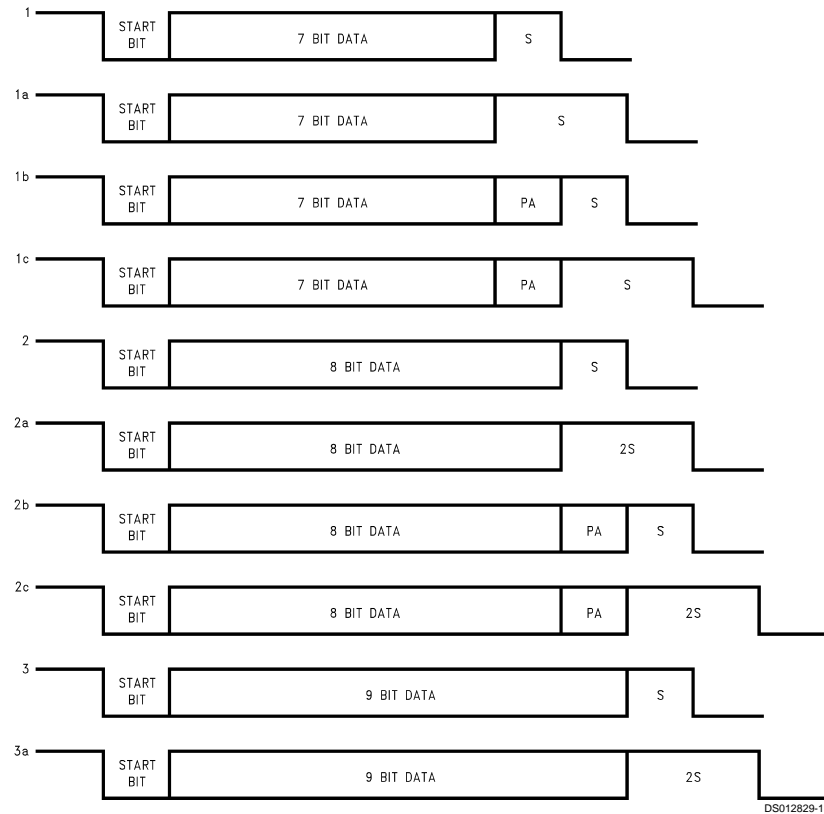 1 START BIT 7 BIT DATA S
1a START BIT 7 BIT DATA S
1b START BIT 7 BIT DATA PA S
1c START BIT 7 BIT DATA PA S
2 START BIT 8 BIT DATA S
2a START BIT 8 BIT DATA 2S
2b START BIT 8 BIT DATA PA S
2c START BIT 8 BIT DATA PA 2S
3 START BIT 9 BIT DATA S
3a START BIT 9 BIT DATA 2S
DS012829-1